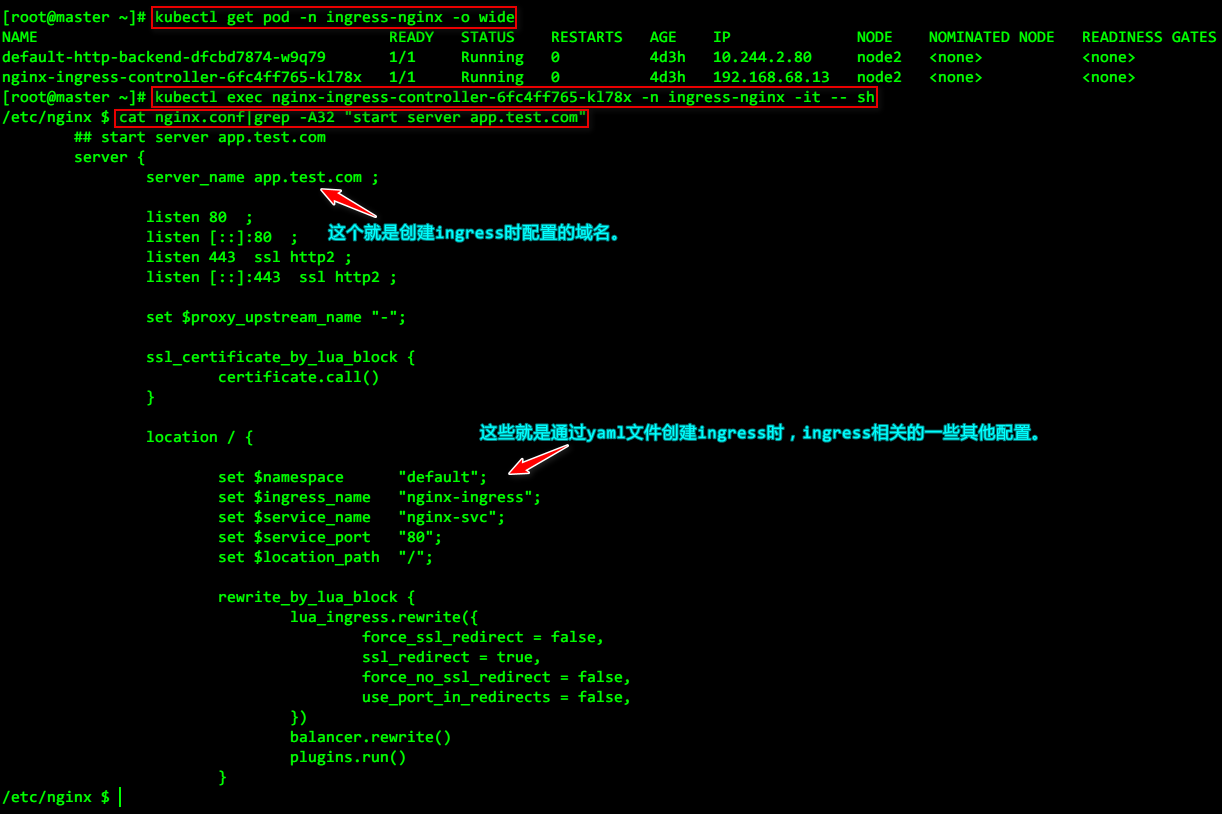 [root@master ~]# kubectl get pod -n ingress-nginx -o wide
NAME                                        READY   STATUS    RESTARTS   AGE    IP              NODE    NOMINATED NODE   READINESS GATES
default-http-backend-dfcbd7874-w9q79       1/1     Running   0          4d3h   10.244.2.80     node2   <none>           <none>
nginx-ingress-controller-6fc4ff765-kl78x   1/1     Running   0          4d3h   192.168.68.13   node2   <none>           <none>
[root@master ~]# kubectl exec nginx-ingress-controller-6fc4ff765-kl78x -n ingress-nginx -it -- sh
/etc/nginx $ cat nginx.conf|grep -A32 "start server app.test.com"
        ## start server app.test.com
        server {
                server_name app.test.com ;
                listen 80  ;
                listen [::]:80  ;
这个就是创建ingress时配置的域名。
                listen 443  ssl http2 ;
                listen [::]:443  ssl http2 ;
                set $proxy_upstream_name "-";
                ssl_certificate_by_lua_block {
                        certificate.call()
                }
                location / {
这些就是通过yaml文件创建ingress时，ingress相关的一些其他配置。
                        set $namespace      "default";
                        set $ingress_name   "nginx-ingress";
                        set $service_name   "nginx-svc";
                        set $service_port   "80";
                        set $location_path  "/";
                        rewrite_by_lua_block {
                                lua_ingress.rewrite({
                                        force_ssl_redirect = false,
                                        ssl_redirect = true,
                                        force_no_ssl_redirect = false,
                                        use_port_in_redirects = false,
                                })
                                balancer.rewrite()
                                plugins.run()
                        }
/etc/nginx $